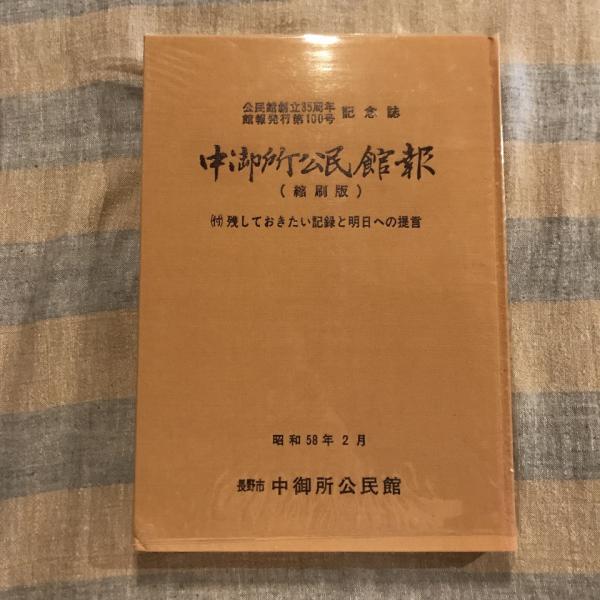 公民館創立35周年
館報発行第100号 記念誌
中御所公民館報
(縮刷版)
㈹残しておきたい記録と明日への提言
昭和58年2月
長野市 中御所公民館